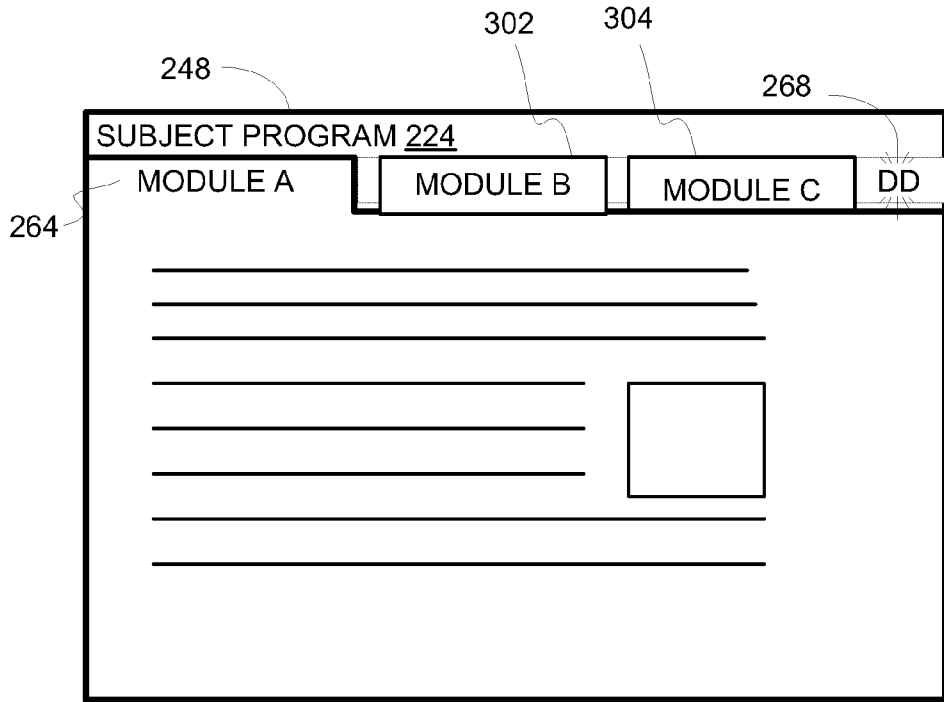 302
304
248
268
SUBJECT PROGRAM 224
MODULE A
MODULE B
MODULE C
DD
264